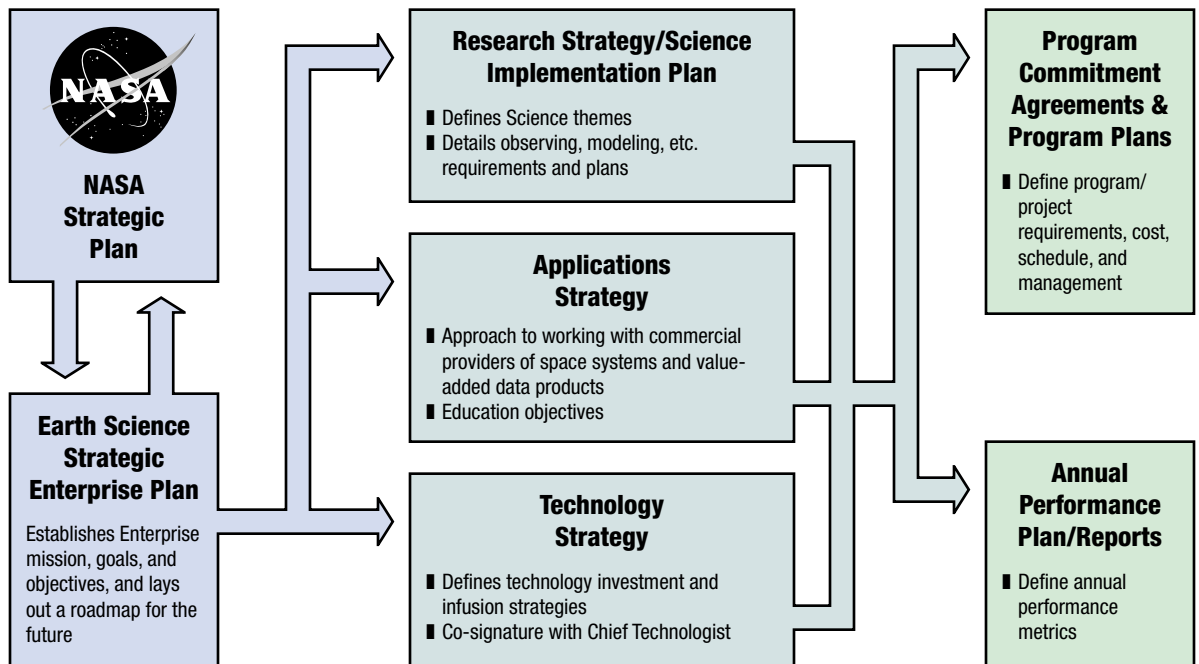 NASA
NASA
Strategic
Plan
Earth Science
Strategic
Enterprise Plan
Establishes Enterprise
mission, goals, and
objectives, and lays
out a roadmap for the
future
Research Strategy/Science
Implementation Plan
▮ Defines Science themes
▮ Details observing, modeling, etc.
requirements and plans
Applications
Strategy
▮ Approach to working with commercial
providers of space systems and value-
added data products
▮ Education objectives
Technology
Strategy
▮ Defines technology investment and
infusion strategies
▮ Co-signature with Chief Technologist
Program
Commitment
Agreements &
Program Plans
▮ Define program/
project
requirements, cost,
schedule, and
management
Annual
Performance
Plan/Reports
▮ Define annual
performance
metrics